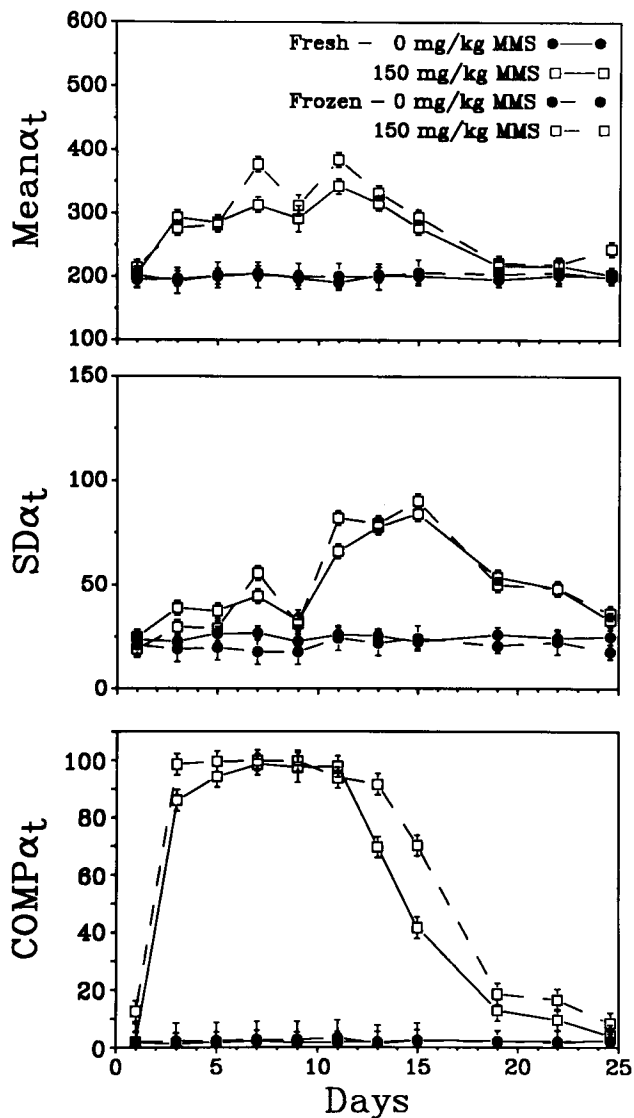 600
500
400
300
200
100
Meanαt
Fresh – 0 mg/kg MMS
150 mg/kg MMS
Frozen – 0 mg/kg MMS
150 mg/kg MMS
150
100
50
0
SDαt
100
80
60
40
20
0
COMPαt
0 5 10 15 20 25
Days